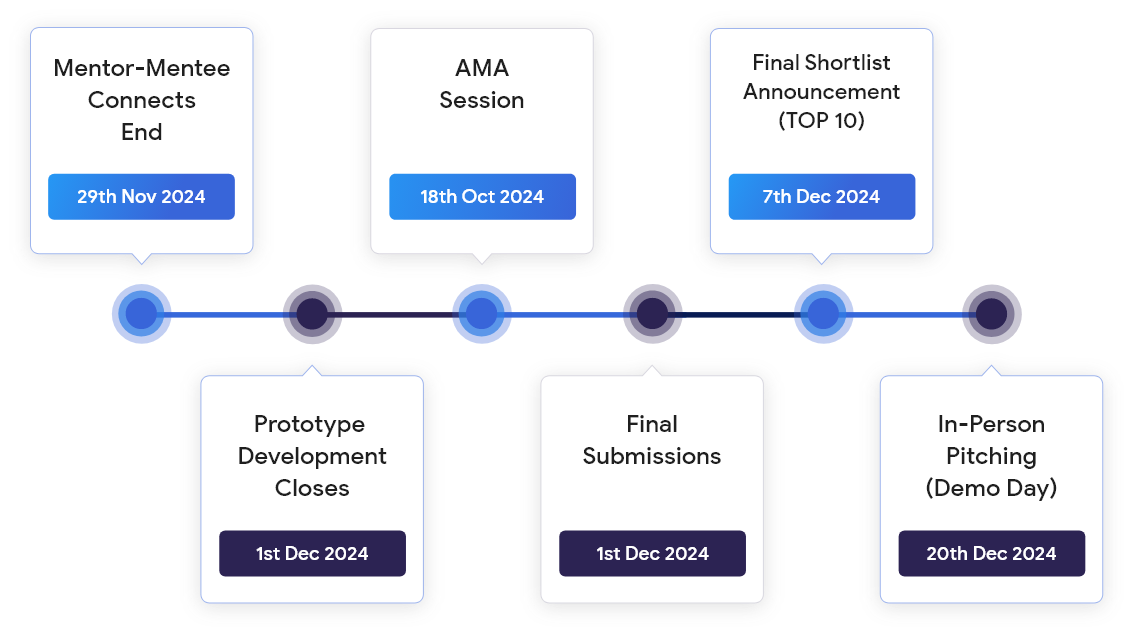 Mentor-Mentee
Connects
End
29th Nov 2024
AMA
Session
18th Oct 2024
Final Shortlist
Announcement
(TOP 10)
7th Dec 2024
Prototype
Development
Closes
1st Dec 2024
Final
Submissions
1st Dec 2024
In-Person
Pitching
(Demo Day)
20th Dec 2024